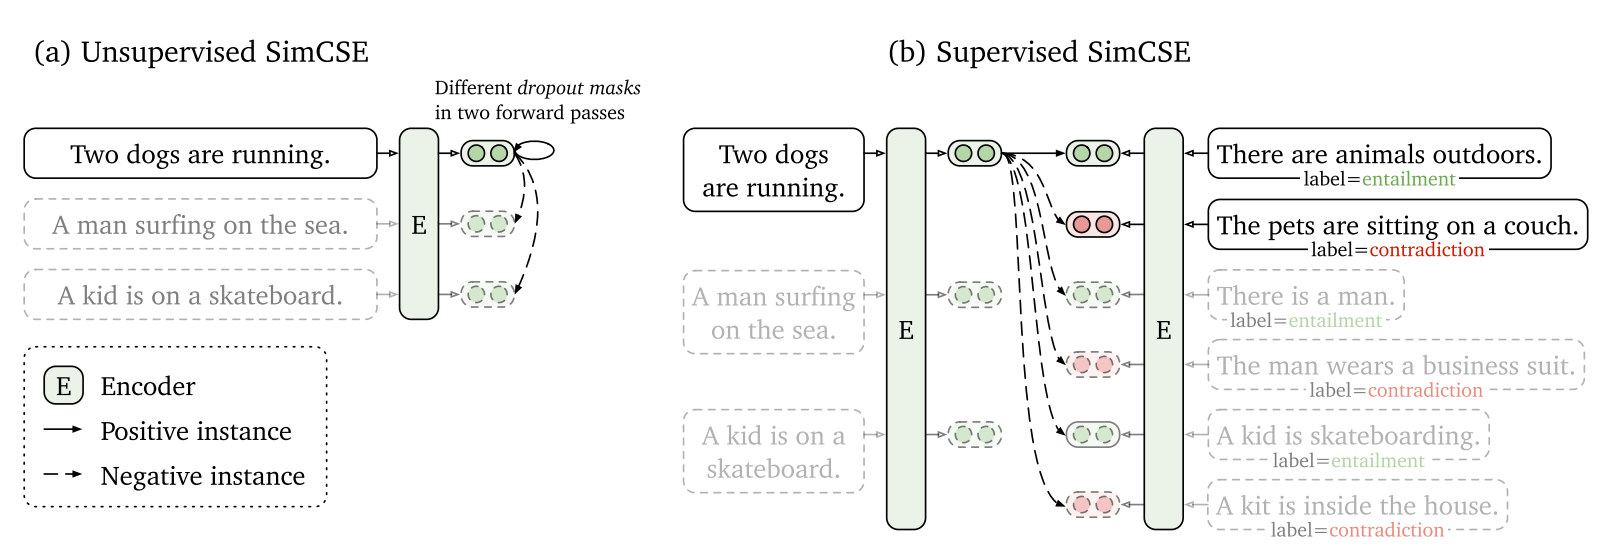 (a) Unsupervised SimCSE
Different dropout masks
in two forward passes
Two dogs are running.
A man surfing on the sea.
E
A kid is on a skateboard.
E Encoder
Positive instance
Negative instance
(b) Supervised SimCSE
Two dogs
are running.
A man surfing
on the sea.
A kid is on a
skateboard.
E
E
There are animals outdoors.
label=entailment
The pets are sitting on a couch.
label=contradiction
There is a man.
label=entailment
The man wears a business suit.
label=contradiction
A kid is skateboarding.
label=entailment
A kit is inside the house.
label=contradiction